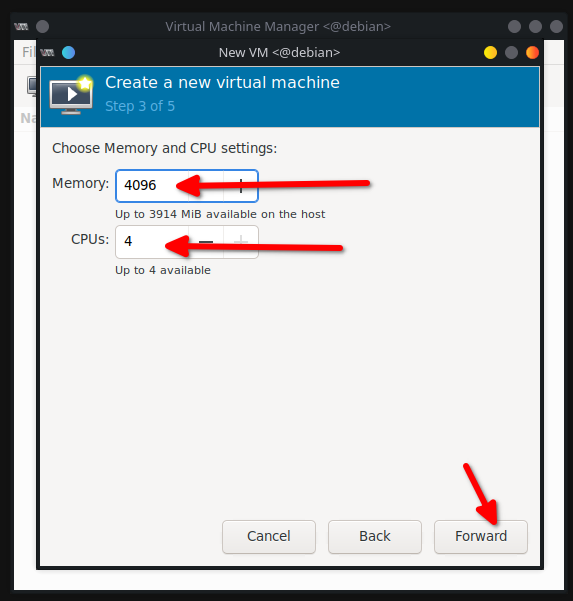 Virtual Machine Manager <@debian>
New VM <@debian>
Create a new virtual machine
Step 3 of 5
Choose Memory and CPU settings:
Memory: 4096
Up to 3914 MiB available on the host
CPUs: 4
Up to 4 available
Cancel Back Forward